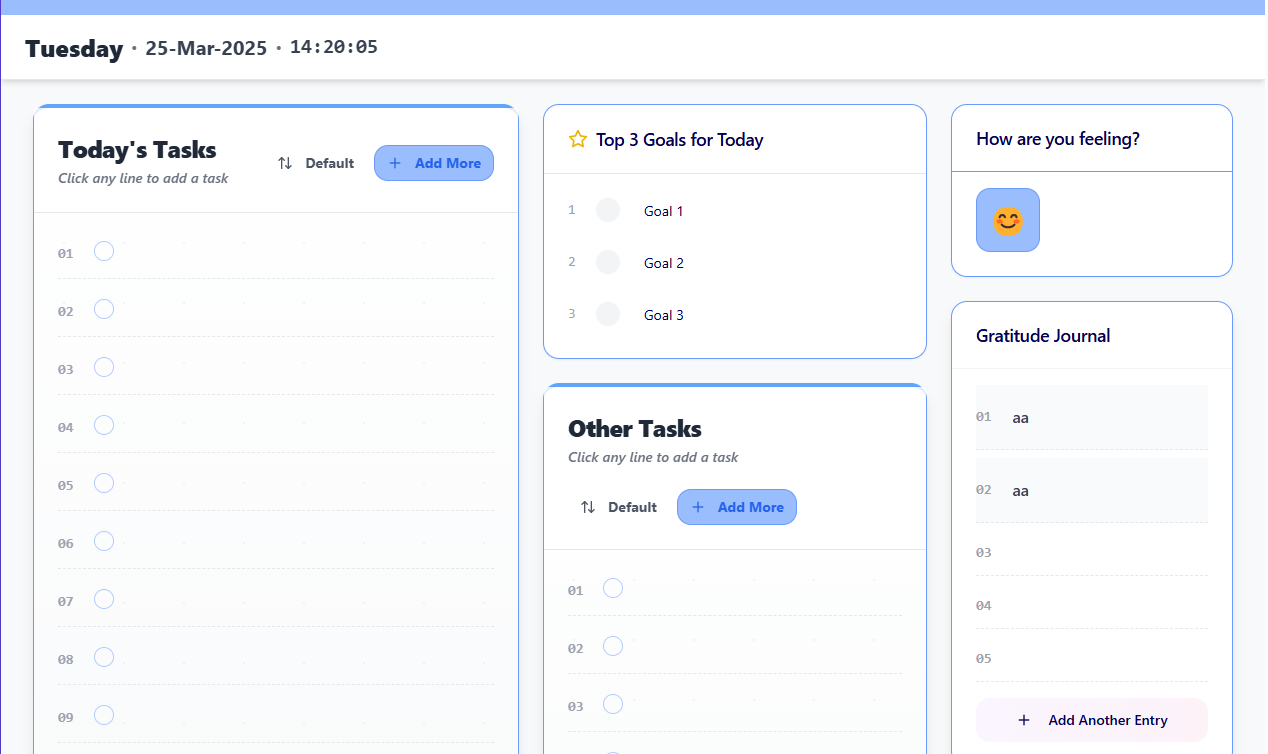 Tuesday · 25-Mar-2025 · 14:20:05
Today's Tasks
Click any line to add a task
Default
+ Add More
01
02
03
04
05
06
07
08
09
Top 3 Goals for Today
1 Goal 1
2 Goal 2
3 Goal 3
Other Tasks
Click any line to add a task
Default
+ Add More
01
02
03
How are you feeling?
Gratitude Journal
01 aa
02 aa
03
04
05
+ Add Another Entry